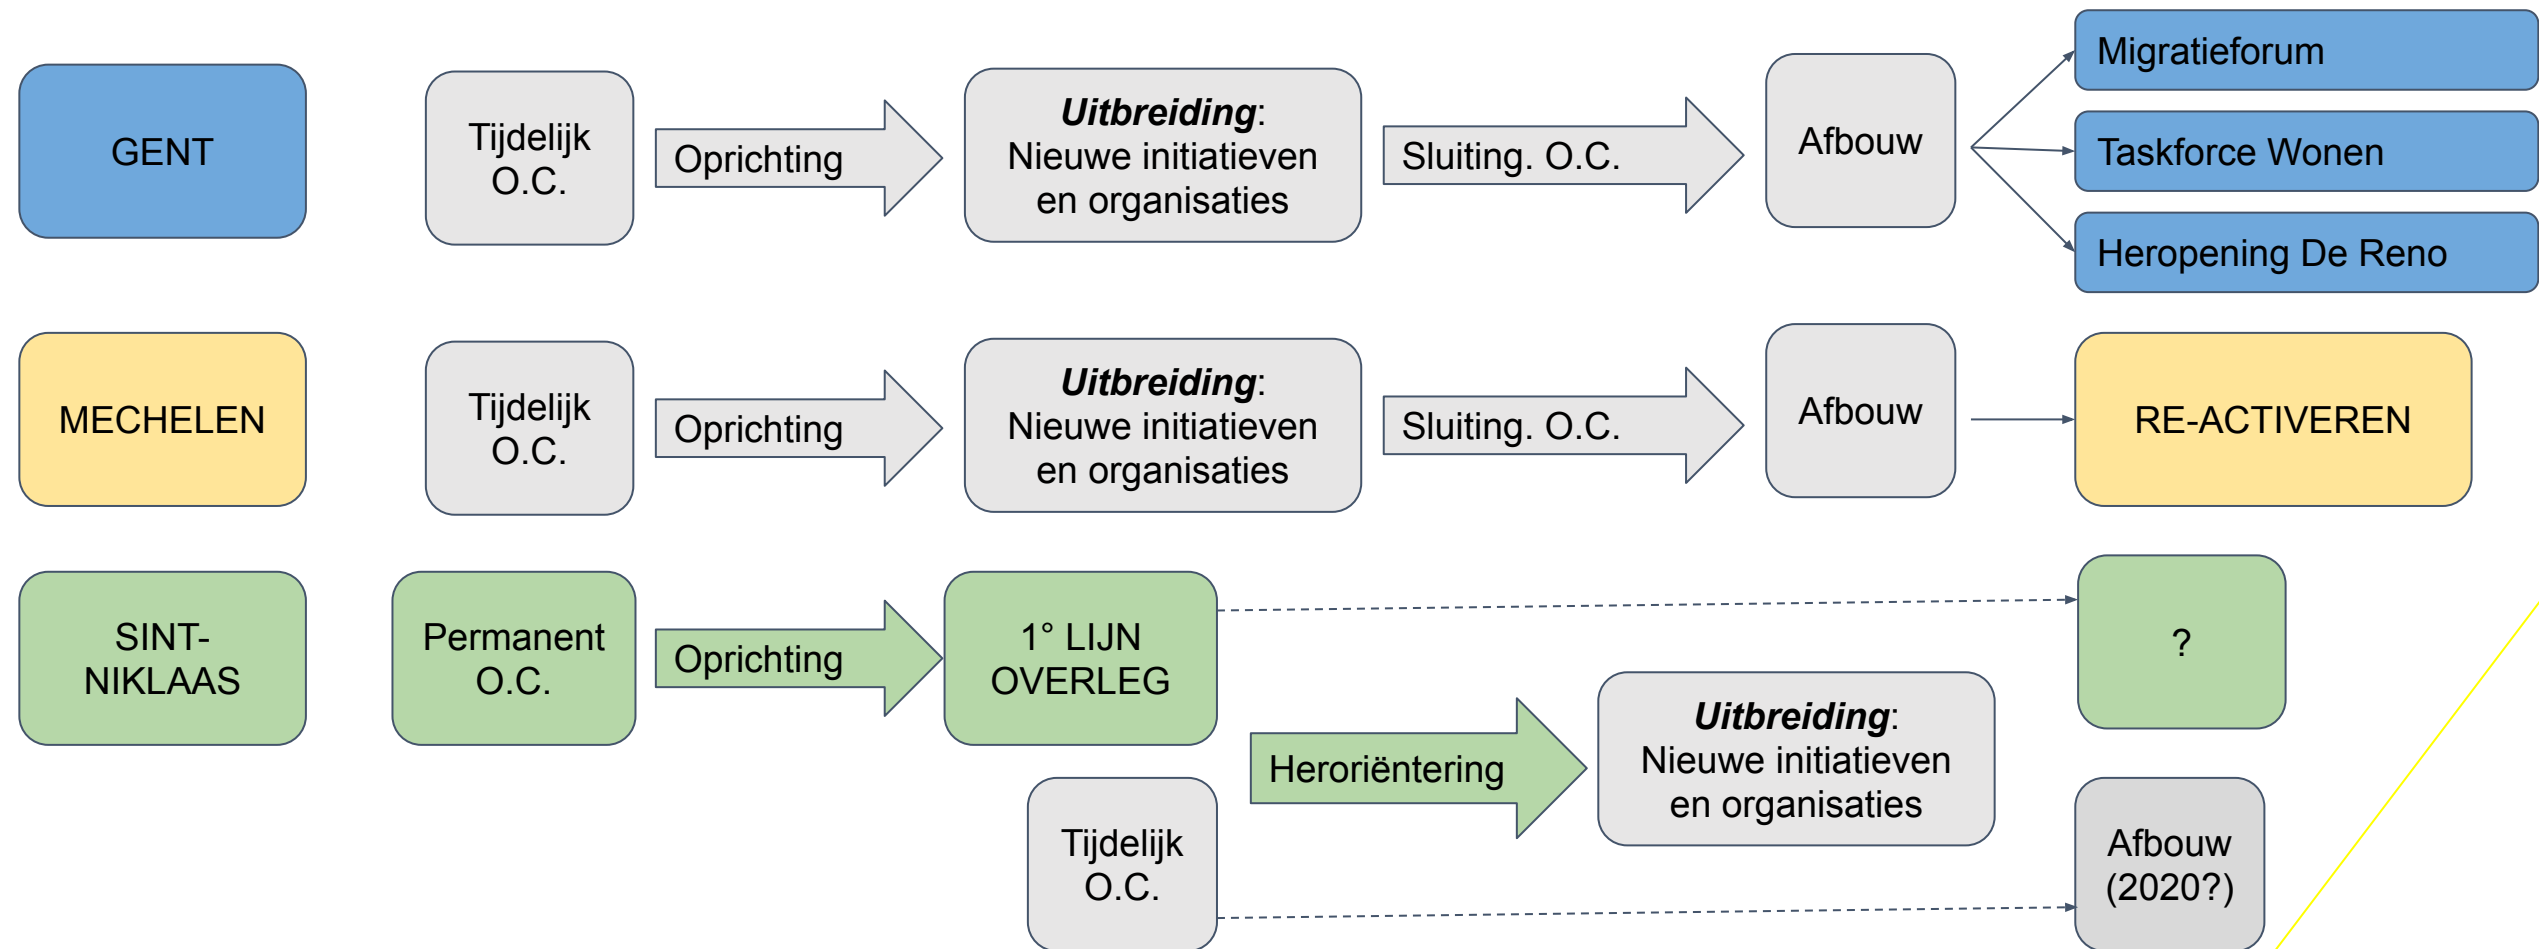 GENT
Tijdelijk
O.C.
Oprichting
Uitbreiding:
Nieuwe initiatieven
en organisaties
Sluiting. O.C.
Afbouw
Migratieforum
Taskforce Wonen
Heropening De Reno
MECHELEN
Tijdelijk
O.C.
Oprichting
Uitbreiding:
Nieuwe initiatieven
en organisaties
Sluiting. O.C.
Afbouw
RE-ACTIVEREN
SINT-
NIKLAAS
Permanent
O.C.
Oprichting
1° LIJN
OVERLEG
?
Tijdelijk
O.C.
Heroriëntering
Uitbreiding:
Nieuwe initiatieven
en organisaties
Afbouw
(2020?)